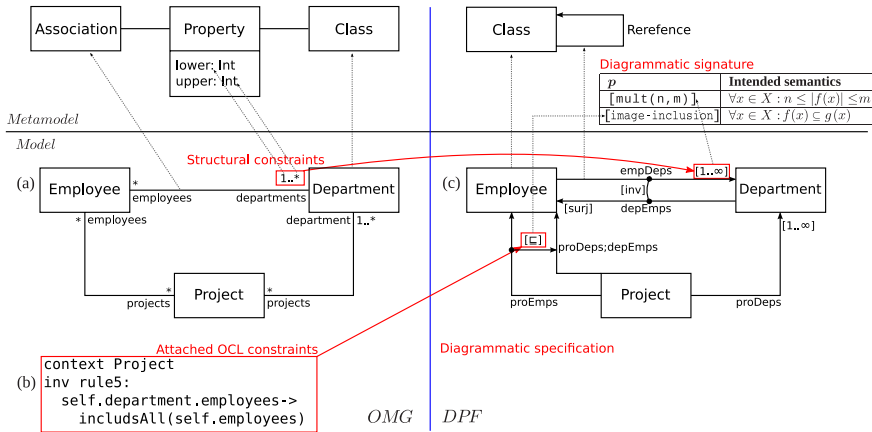 Association
Property
Class
lower: Int
upper: Int
Metamodel
Model
Class
Rerefence
Diagrammatic signature
p Intended semantics
[mult(n,m)] ∀x ∈ X : n ≤ |f(x)| ≤m
[image-inclusion] ∀x ∈ X : f(x) ⊆ g(x)
Structural constraints
(a)
Employee
*
employees
1..*
departments
Department
* employees
department 1..*
*
projects
Project
*
projects
(c)
Employee
empDeps
[1..∞]
Department
[inv]
[surj]
depEmps
[⊑]
proDeps;depEmps
[1..∞]
proEmps
Project
proDeps
Attached OCL constraints
Diagrammatic specification
(b)
context Project
inv rule5:
self.department.employees->
includsAll(self.employees)
OMG
DPF